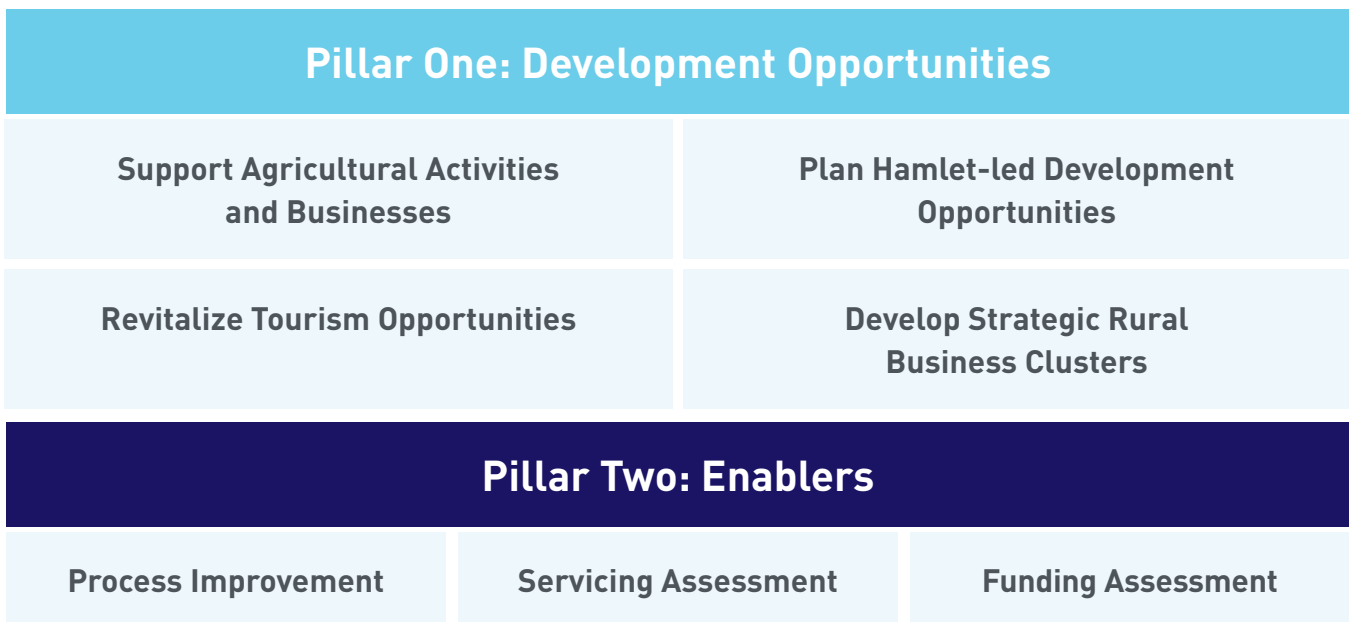 Pillar One: Development Opportunities
Support Agricultural Activities
and Businesses
Plan Hamlet-led Development
Opportunities
Revitalize Tourism Opportunities
Develop Strategic Rural
Business Clusters
Pillar Two: Enablers
Process Improvement
Servicing Assessment
Funding Assessment